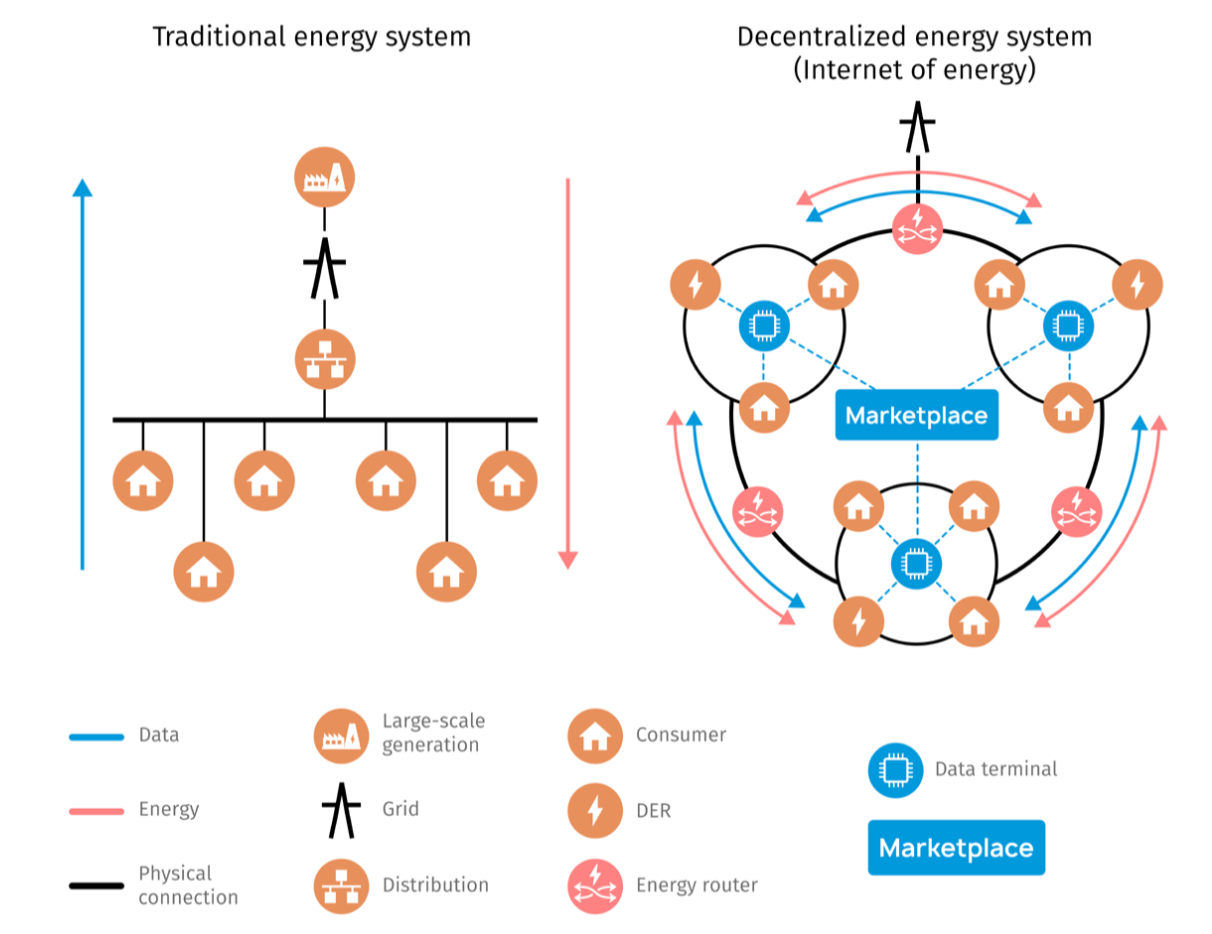 Traditional energy system
Decentralized energy system
(Internet of energy)
Marketplace
Data
Large-scale
generation
Consumer
Data terminal
Energy
Grid
DER
Marketplace
Physical
connection
Distribution
Energy router